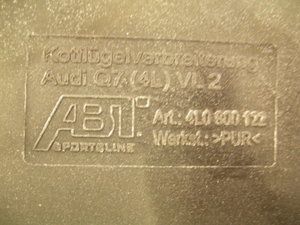 Kotflügelverbreiterung
Audi Q7 (4L) VL 2
ABT
SPORTSLINE
Art.: 4L0 800 122
Werkst.: >PUR<